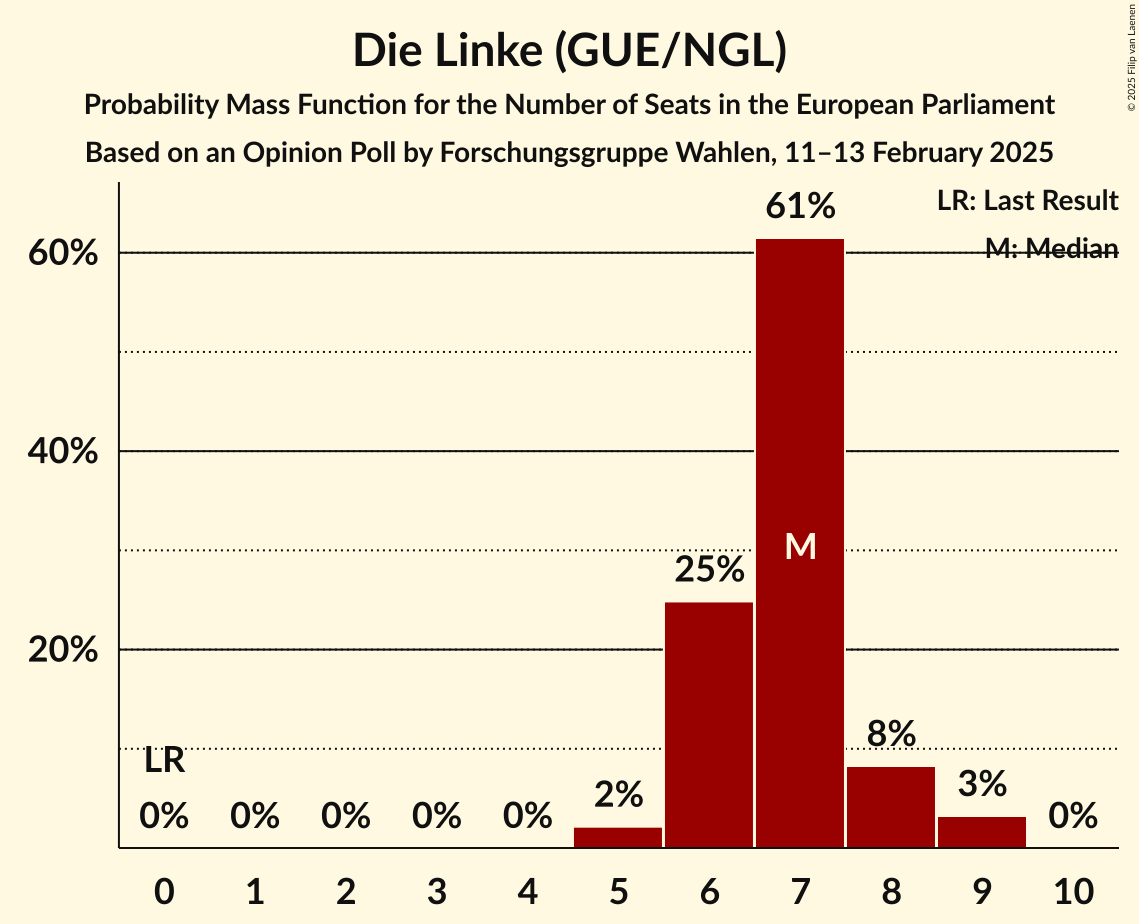 Die Linke (GUE/NGL)
Probability Mass Function for the Number of Seats in the European Parliament
Based on an Opinion Poll by Forschungsgruppe Wahlen, 11–13 February 2025
© 2025 Filip van Laenen
LR: Last Result
M: Median
60%
40%
20%
61%
M
25%
8%
LR
2%
3%
0%
0%
0%
0%
0%
0%
0 1 2 3 4 5 6 7 8 9 10